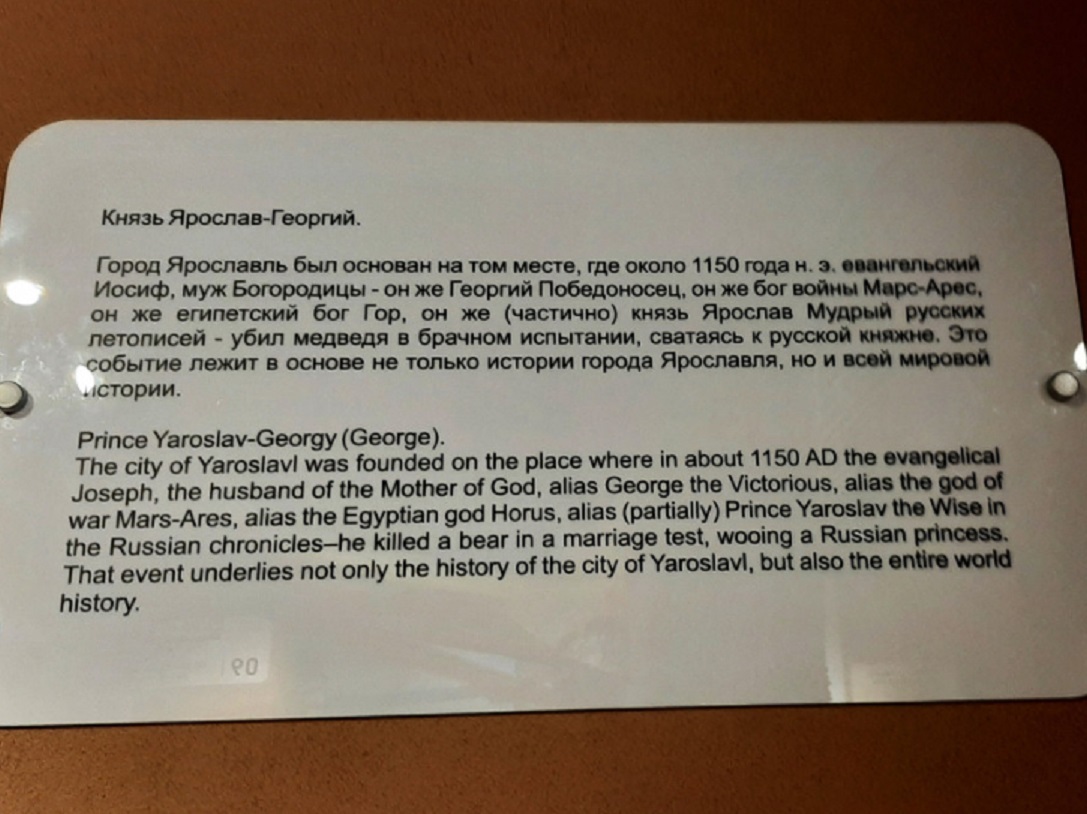 Князь Ярослав-Георгий.
Город Ярославль был основан на том месте, где около 1150 года н. э. евангельский
Иосиф, муж Богородицы - он же Георгий Победоносец, он же бог войны Марс-Арес,
он же египетский бог Гор, он же (частично) князь Ярослав Мудрый русских
летописей - убил медведя в брачном испытании, сватаясь к русской княжне. Это
событие лежит в основе не только истории города Ярославля, но и всей мировой
истории.
Prince Yaroslav-Georgy (George).
The city of Yaroslavl was founded on the place where in about 1150 AD the evangelical
Joseph, the husband of the Mother of God, alias George the Victorious, alias the god of
war Mars-Ares, alias the Egyptian god Horus, alias (partially) Prince Yaroslav the Wise in
the Russian chronicles–he killed a bear in a marriage test, wooing a Russian princess.
That event underlies not only the history of the city of Yaroslavl, but also the entire world
history.